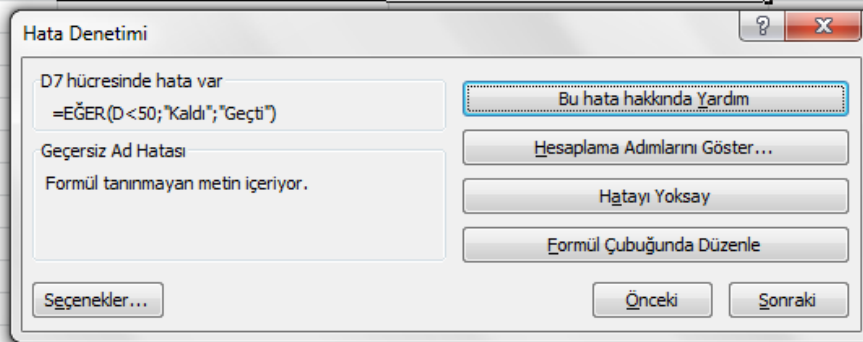 Hata Denetimi
D7 hücresinde hata var
=EĞER(D<50;"Kaldı";"Geçti")
Geçersiz Ad Hatası
Formül tanınmayan metin içeriyor.
Bu hata hakkında Yardım
Hesaplama Adımlarını Göster...
Hatayı Yoksay
Formül Çubuğunda Düzenle
Seçenekler...
Önceki
Sonraki